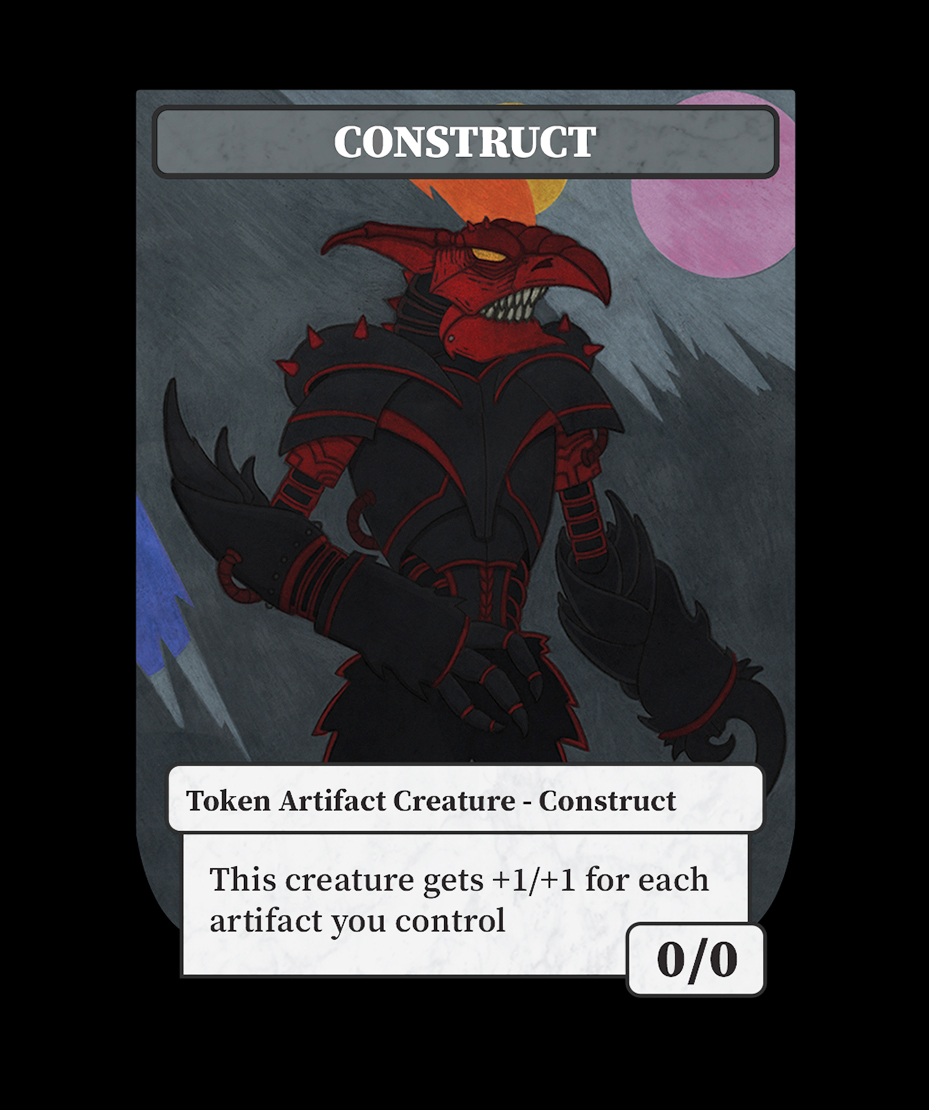 CONSTRUCT
Token Artifact Creature - Construct
This creature gets +1/+1 for each
artifact you control
0/0